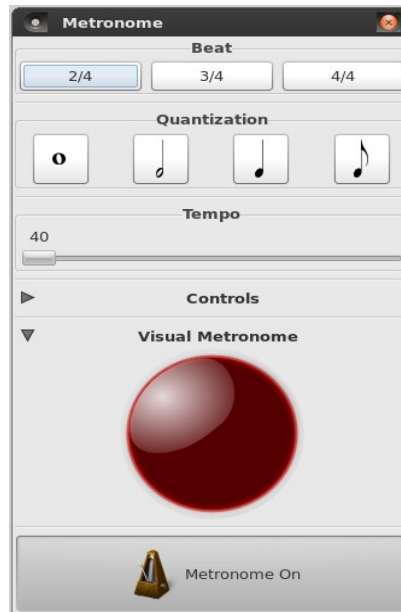 Metronome
Beat
2/4 3/4 4/4
Quantization
Tempo
40
Controls
Visual Metronome
Metronome On